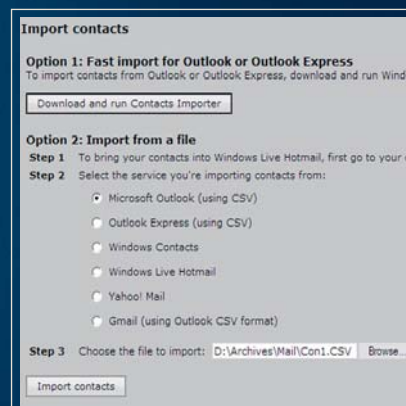 Import contacts
Option 1: Fast import for Outlook or Outlook Express
To import contacts from Outlook or Outlook Express, download and run Wind
Download and run Contacts Importer
Option 2: Import from a file
Step 1 To bring your contacts into Windows Live Hotmail, first go to your
Step 2 Select the service you're importing contacts from:
Microsoft Outlook (using CSV)
Outlook Express (using CSV)
Windows Contacts
Windows Live Hotmail
Yahoo! Mail
Gmail (using Outlook CSV format)
Step 3 Choose the file to import: D:\Archives\Mail\Con1.CSV Browse...
Import contacts